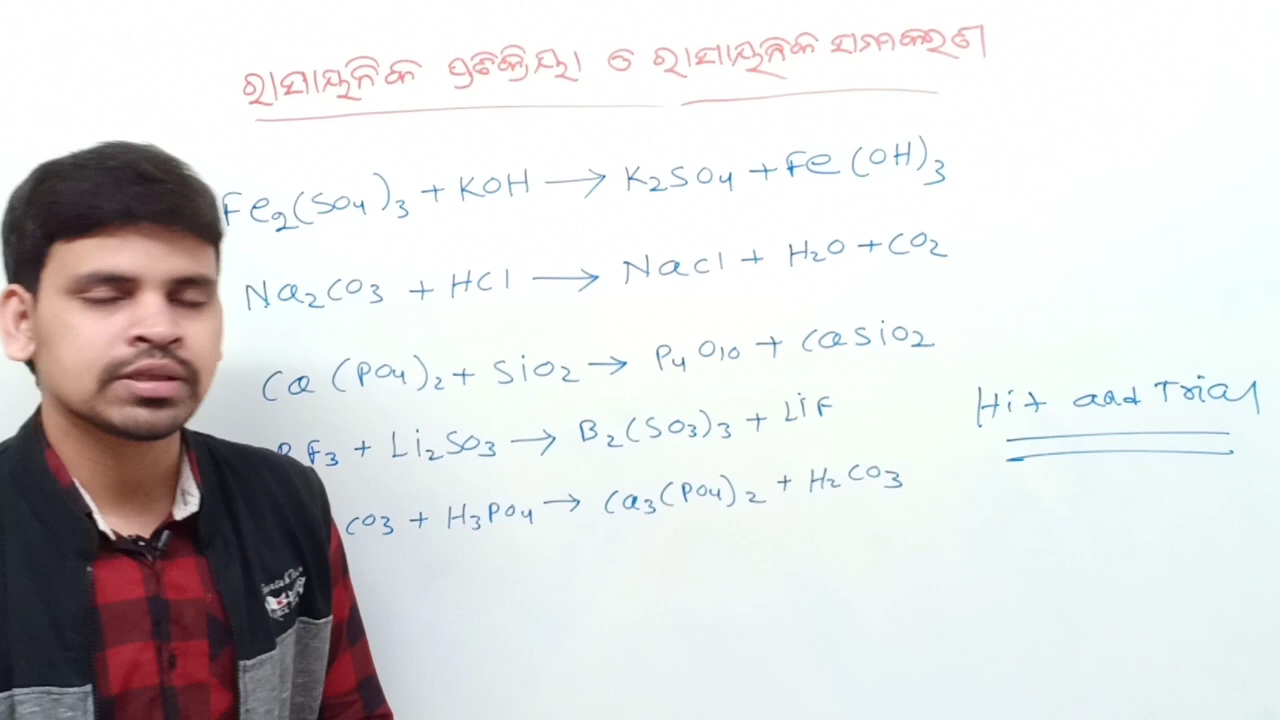 ରାସାୟନିକ ପ୍ରତିକ୍ରିୟା ଓ ରାସାୟନିକ ସମୀକରଣ
Fe₂(SO₄)₃ + KOH → K₂SO₄ + Fe(OH)₃
Na₂CO₃ + HCl → NaCl + H₂O + CO₂
Ca(PO₄)₂ + SiO₂ → P₄O₁₀ + CaSiO₂
BF₃ + Li₂SO₃ → B₂(SO₃)₃ + LiF
CO₃ + H₃PO₄ → Ca₃(PO₄)₂ + H₂CO₃
Hit and Trial